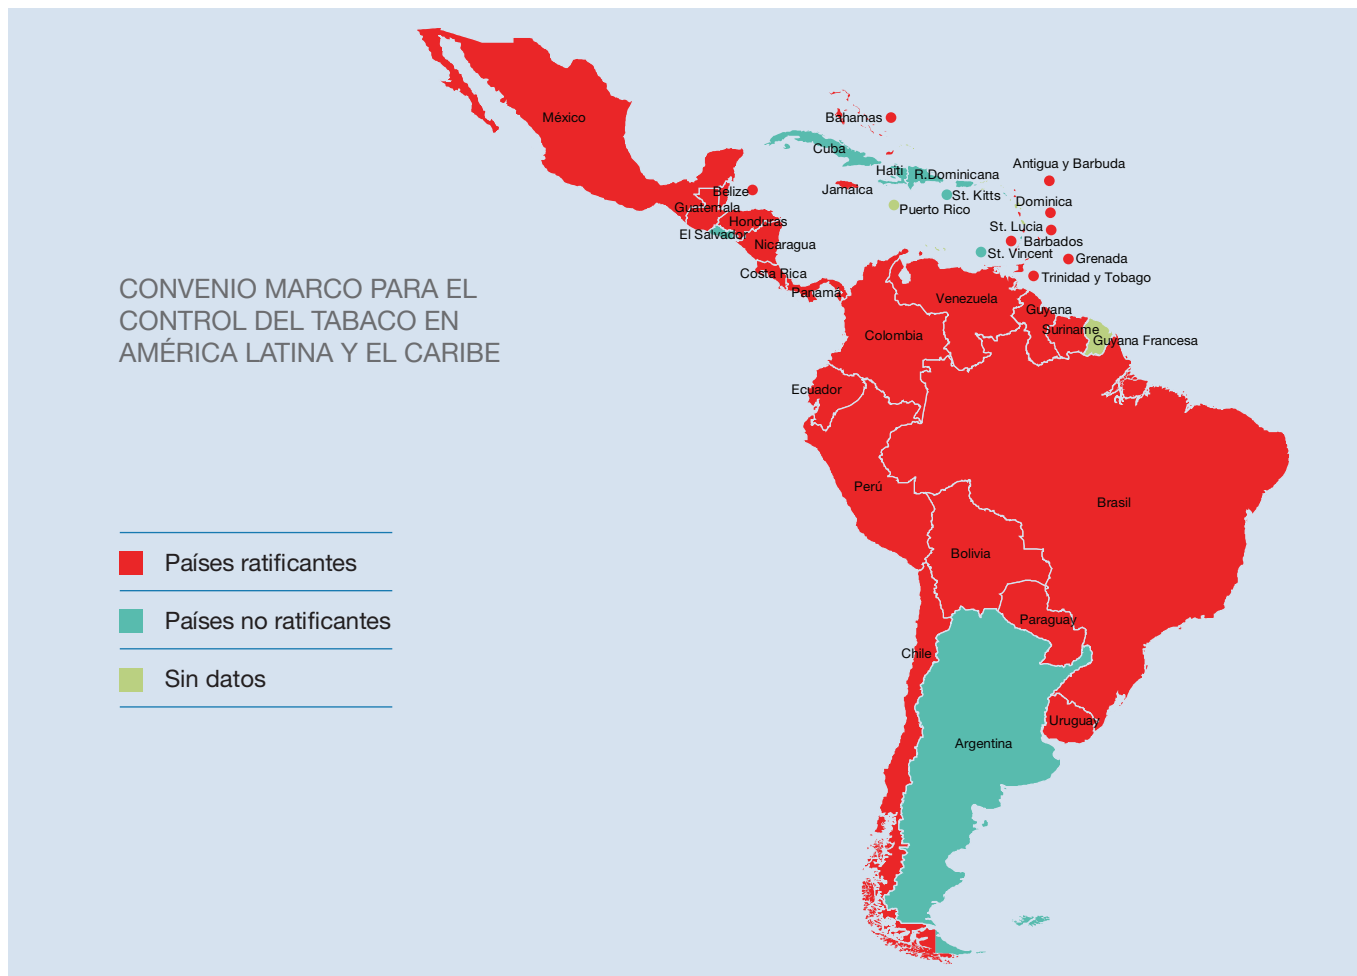 México
Bahamas
Cuba
Haití
R.Dominicana
Antigua y Barbuda
Jamaica
Belize
St. Kitts
Dominica
Guatemala
Puerto Rico
Honduras
St. Lucia
El Salvador
Barbados
Nicaragua
St. Vincent
Grenada
Costa Rica
Trinidad y Tobago
Panamá
Venezuela
Guyana
Suriname
Guyana Francesa
Colombia
Ecuador
CONVENIO MARCO PARA EL
CONTROL DEL TABACO EN
AMÉRICA LATINA Y EL CARIBE
Perú
Brasil
Bolivia
Paraguay
Chile
Uruguay
Argentina
Países ratificantes
Países no ratificantes
Sin datos